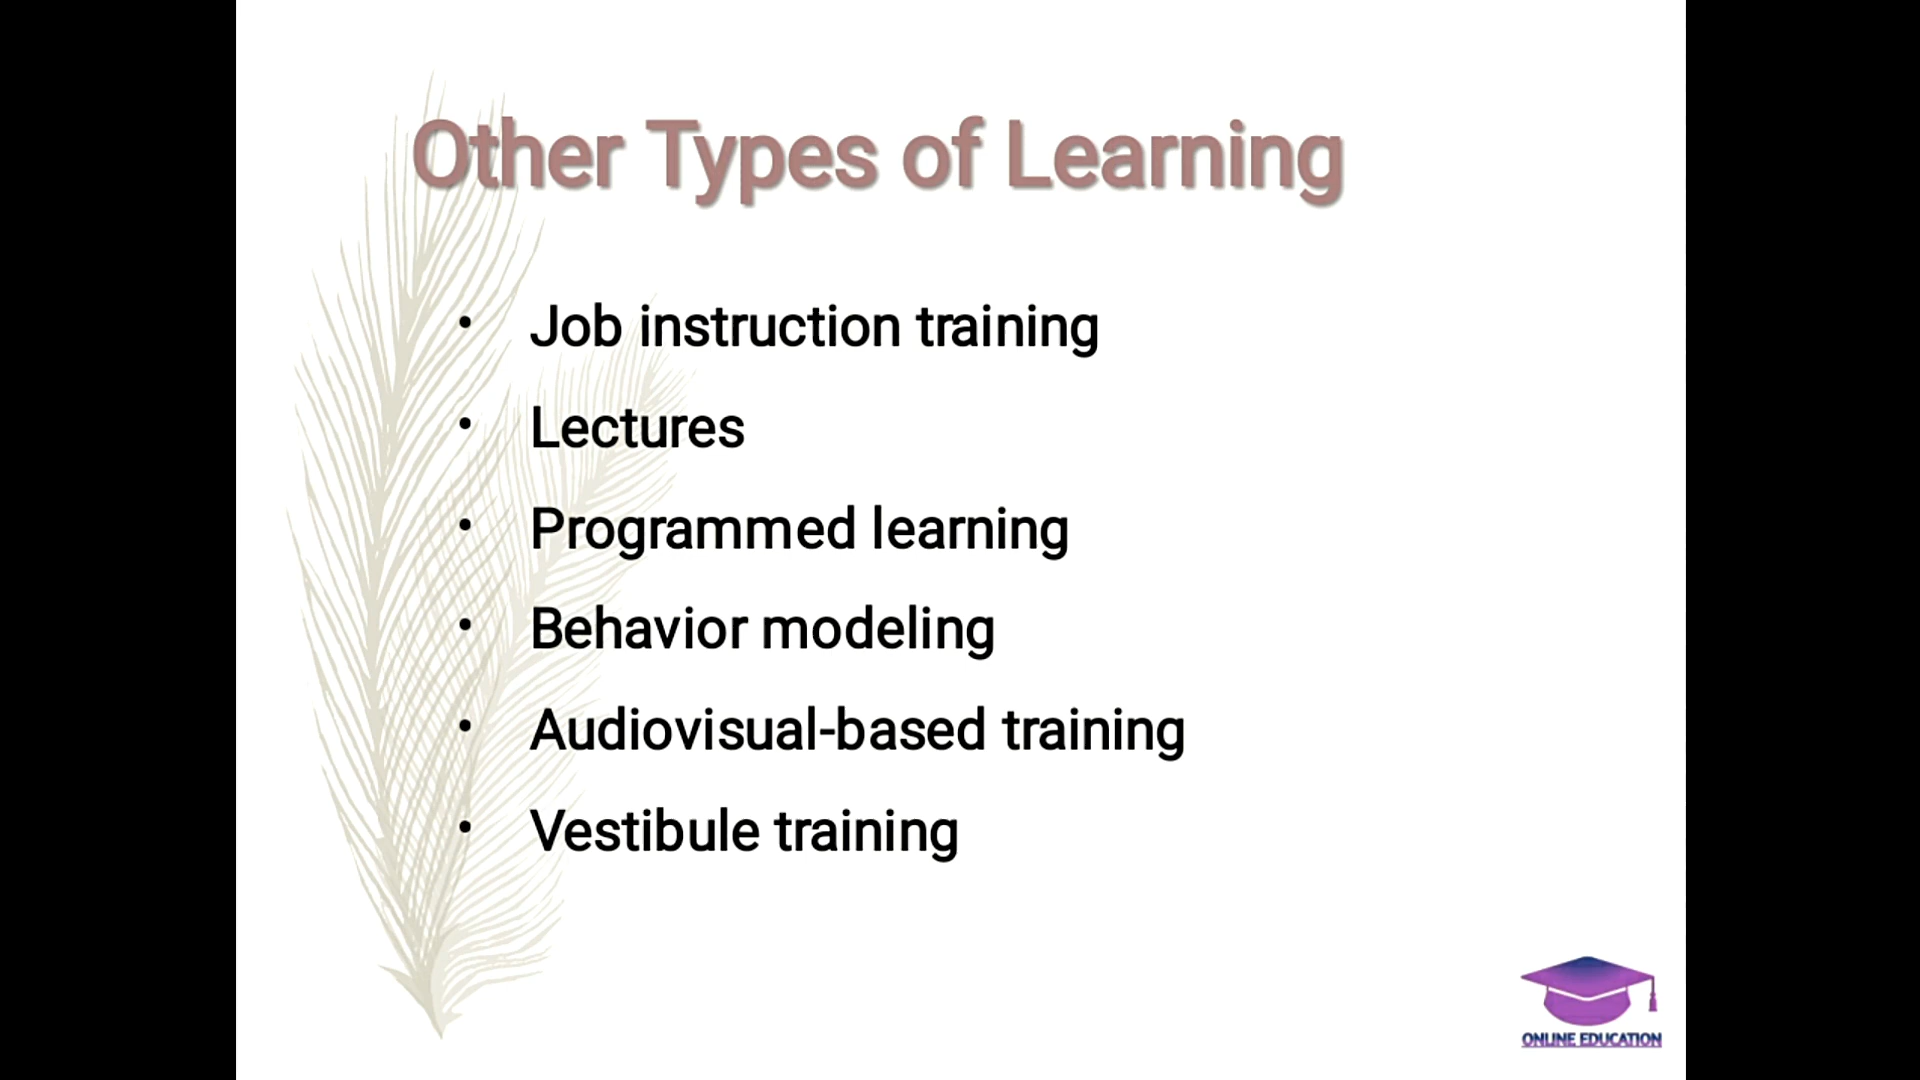 Other Types of Learning
• Job instruction training
• Lectures
• Programmed learning
• Behavior modeling
• Audiovisual-based training
• Vestibule training
ONLINE EDUCATION